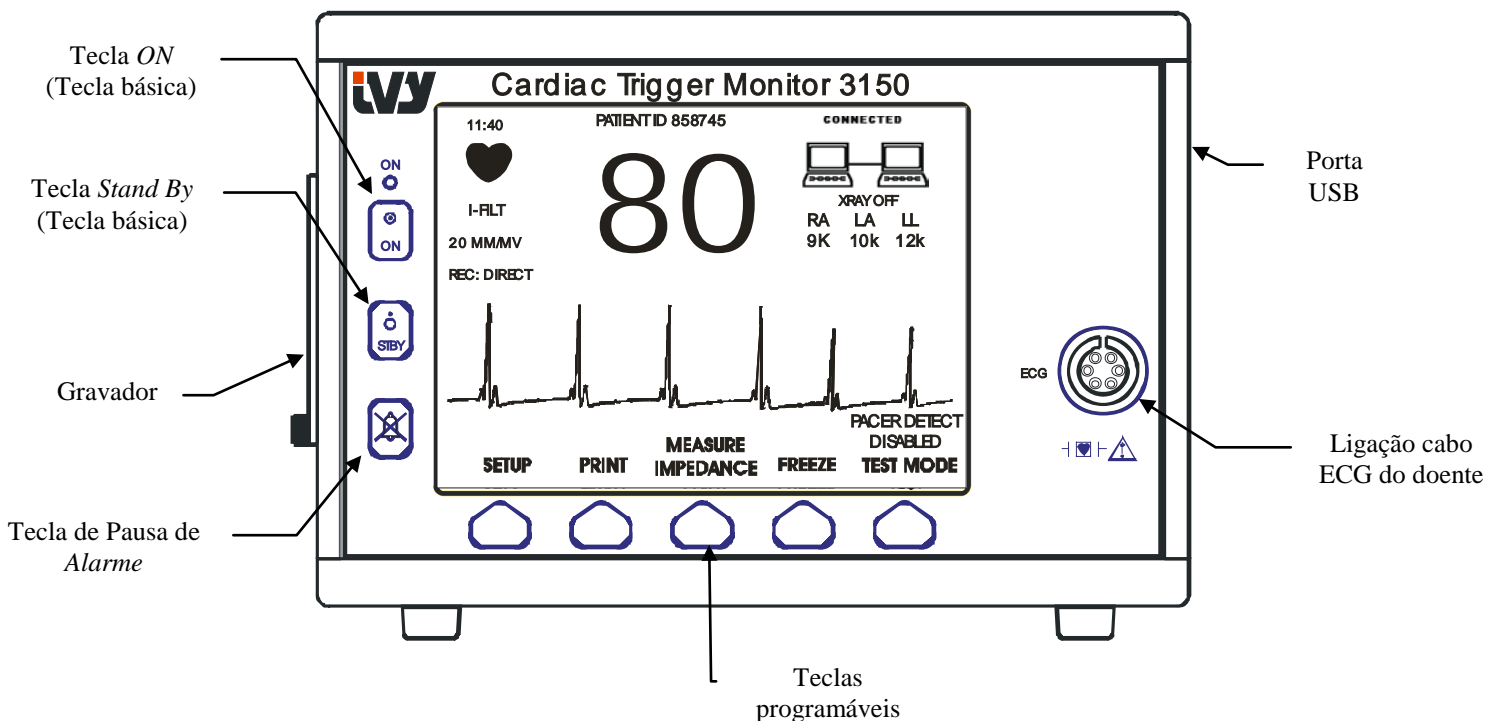 Tecla ON
(Tecla básica)
Tecla Stand By
(Tecla básica)
Gravador
Tecla de Pausa de
Alarme
ivy
Cardiac Trigger Monitor 3150
ON
ON
STBY
11:40
PATIENT ID 858745
CONNECTED
80
I-FILT
20 MM/MV
REC: DIRECT
XRAY OFF
RA LA LL
9K 10k 12k
PACER DETECT
DISABLED
SETUP
PRINT
MEASURE
IMPEDANCE
FREEZE
TEST MODE
ECG
Porta
USB
Ligação cabo
ECG do doente
Teclas
programáveis